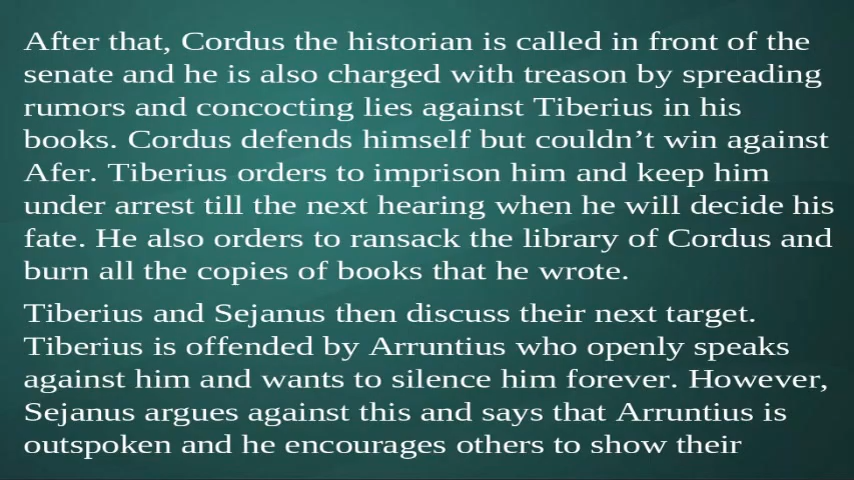 After that, Cordus the historian is called in front of the
senate and he is also charged with treason by spreading
rumors and concocting lies against Tiberius in his
books. Cordus defends himself but couldn’t win against
Afer. Tiberius orders to imprison him and keep him
under arrest till the next hearing when he will decide his
fate. He also orders to ransack the library of Cordus and
burn all the copies of books that he wrote.
Tiberius and Sejanus then discuss their next target.
Tiberius is offended by Arruntius who openly speaks
against him and wants to silence him forever. However,
Sejanus argues against this and says that Arruntius is
outspoken and he encourages others to show their